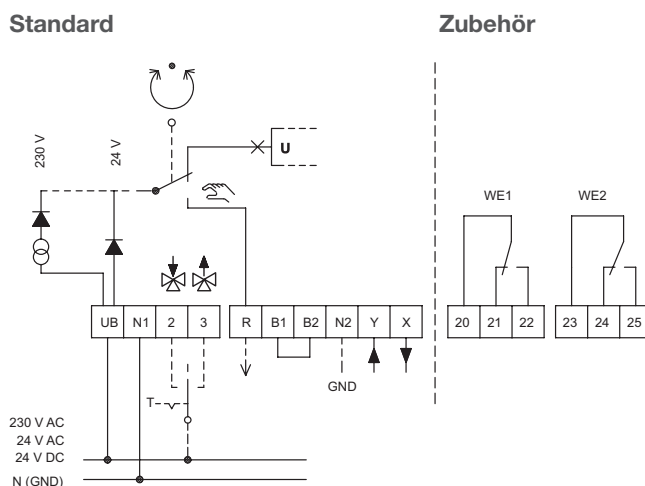 Standard
Zubehör
230 V
24 V
U
WE1
WE2
UB N1 2 3 R B1 B2 N2 Y X
20 21 22
23 24 25
GND
T
230 V AC
24 V AC
24 V DC
N (GND)